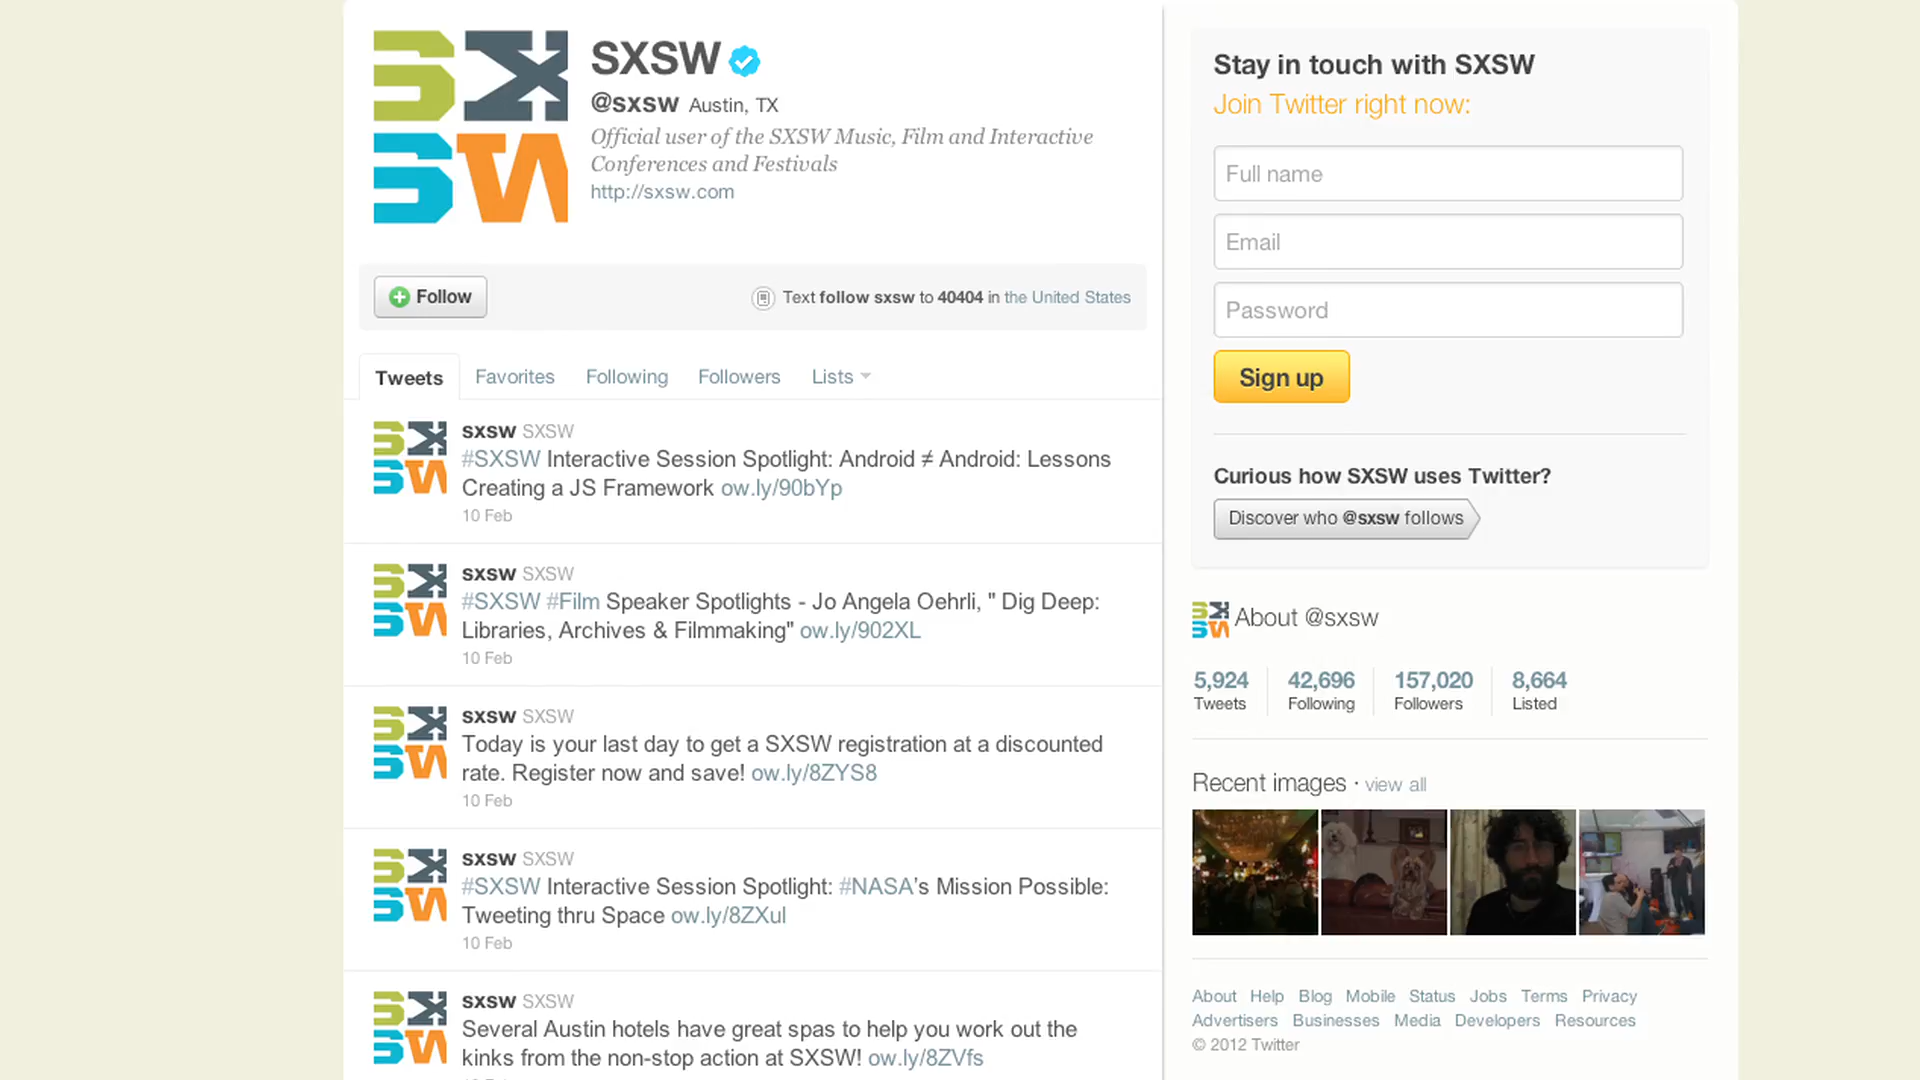 SXSW
@sxsw Austin, TX
Official user of the SXSW Music, Film and Interactive
Conferences and Festivals
http://sxsw.com
Follow
Text follow sxsw to 40404 in the United States
Tweets Favorites Following Followers Lists
sxsw SXSW
#SXSW Interactive Session Spotlight: Android ≠ Android: Lessons
Creating a JS Framework ow.ly/90bYp
10 Feb
sxsw SXSW
#SXSW #Film Speaker Spotlights - Jo Angela Oehrli, " Dig Deep:
Libraries, Archives & Filmmaking" ow.ly/902XL
10 Feb
sxsw SXSW
Today is your last day to get a SXSW registration at a discounted
rate. Register now and save! ow.ly/8ZYS8
10 Feb
sxsw SXSW
#SXSW Interactive Session Spotlight: #NASA's Mission Possible:
Tweeting thru Space ow.ly/8ZXul
10 Feb
sxsw SXSW
Several Austin hotels have great spas to help you work out the
kinks from the non-stop action at SXSW! ow.ly/8ZVfs
Stay in touch with SXSW
Join Twitter right now:
Full name
Email
Password
Sign up
Curious how SXSW uses Twitter?
Discover who @sxsw follows
About @sxsw
5,924 42,696 157,020 8,664
Tweets Following Followers Listed
Recent images · view all
About Help Blog Mobile Status Jobs Terms Privacy
Advertisers Businesses Media Developers Resources
© 2012 Twitter